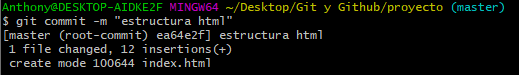 Anthony@DESKTOP-AIDKE2F MINGW64 ~/Desktop/Git y Github/proyecto (master)
$ git commit -m "estructura html"
[master (root-commit) ea64e2f] estructura html
 1 file changed, 12 insertions(+)
 create mode 100644 index.html